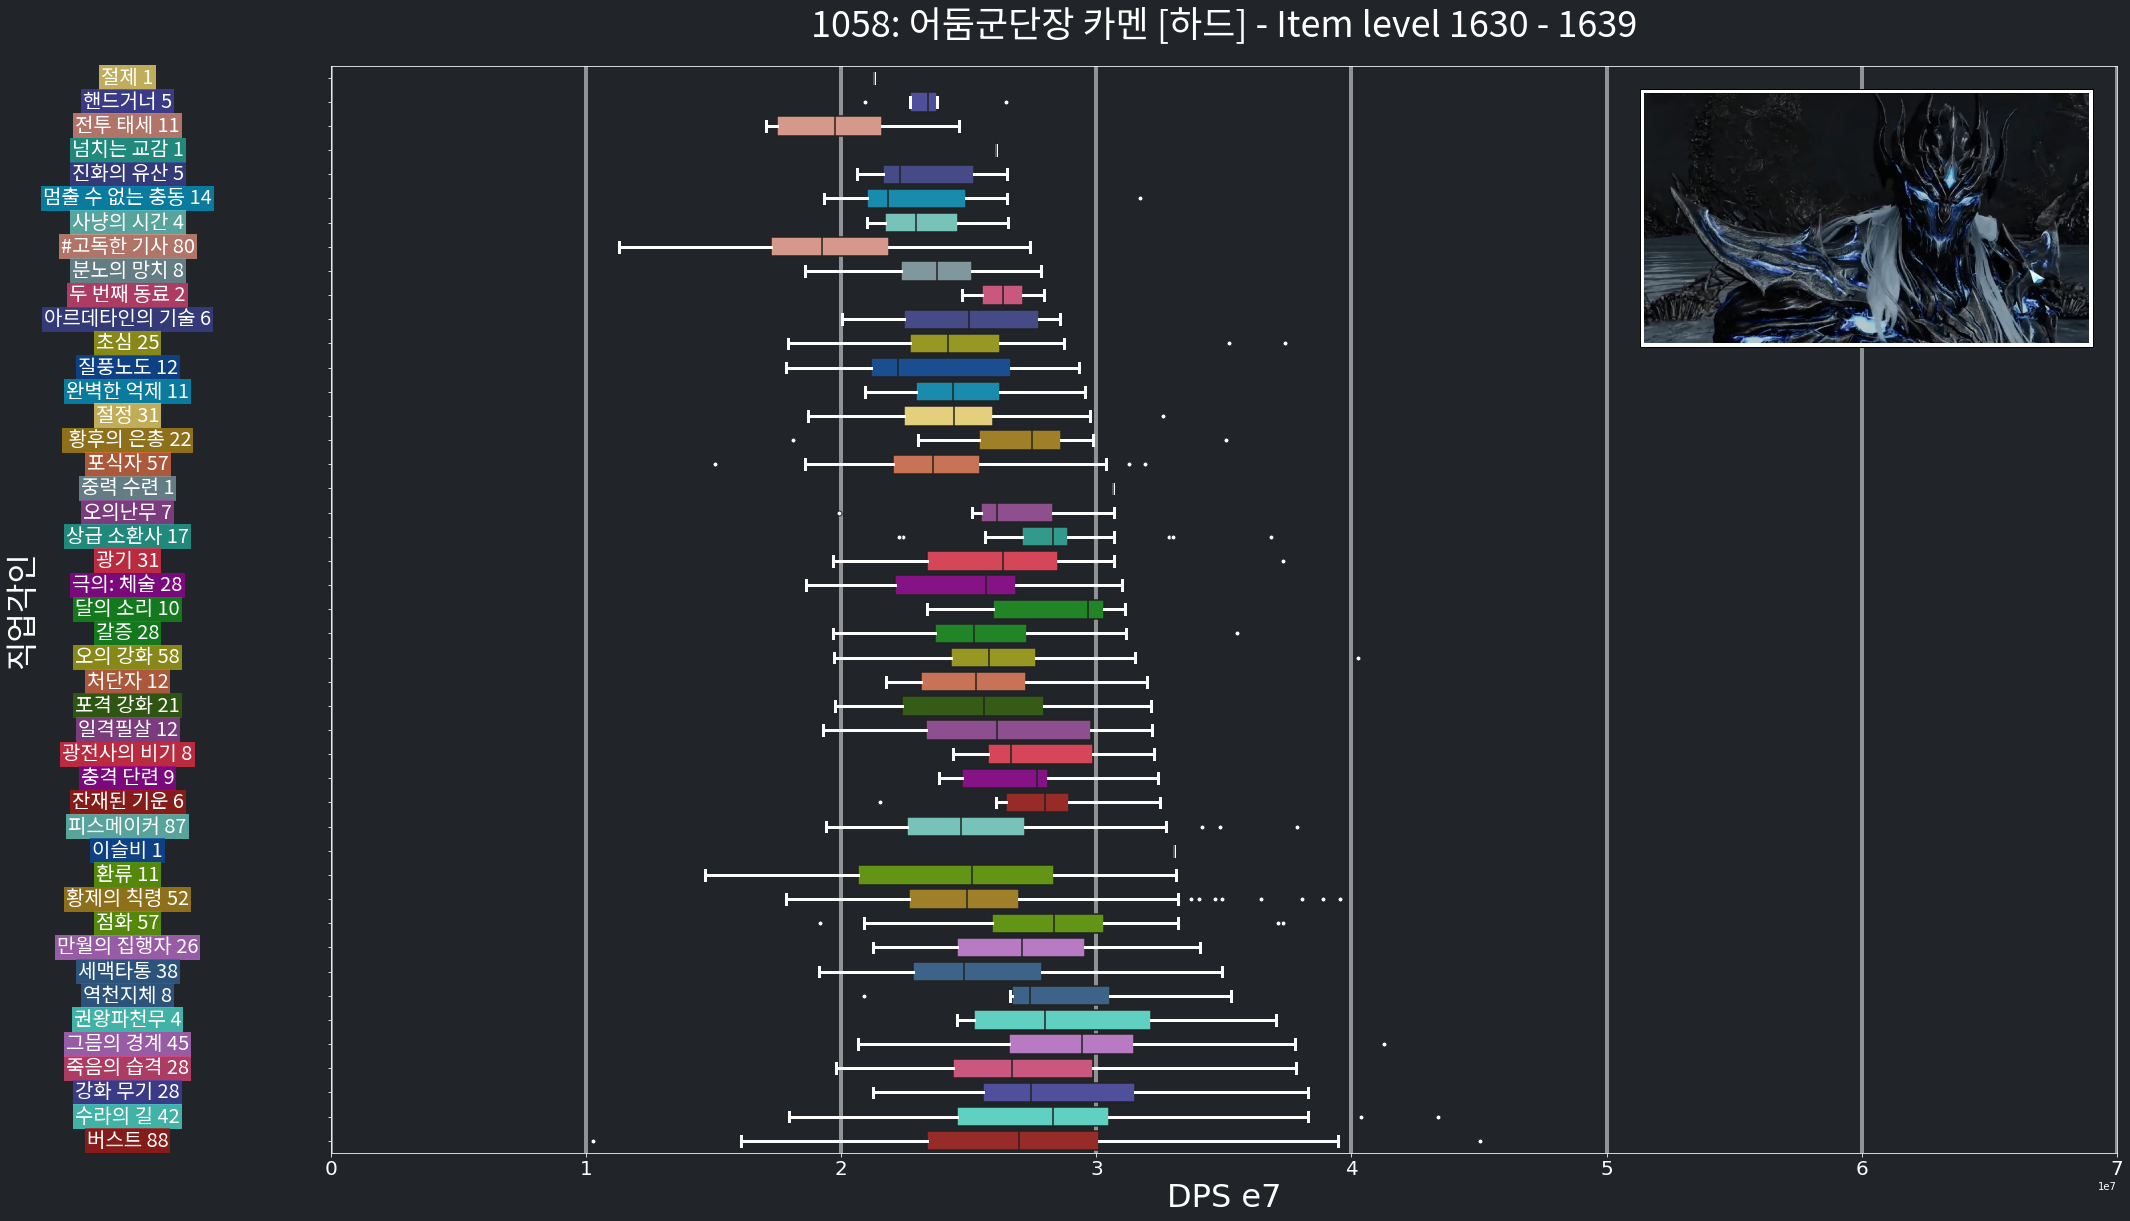 1058: 어둠군단장 카멘 [하드] - Item level 1630 - 1639
절제 1
핸드거너 5
전투 태세 11
넘치는 교감 1
진화의 유산 5
멈출 수 없는 충동 14
사냥의 시간 4
#고독한 기사 80
분노의 망치 8
두 번째 동료 2
아르데타인의 기술 6
초심 25
질풍노도 12
완벽한 억제 11
절정 31
황후의 은총 22
포식자 57
중력 수련 1
오의난무 7
상급 소환사 17
광기 31
극의: 체술 28
달의 소리 10
갈증 28
오의 강화 58
처단자 12
포격 강화 21
일격필살 12
광전사의 비기 8
충격 단련 9
잔재된 기운 6
피스메이커 87
이슬비 1
환류 11
황제의 칙령 52
점화 57
만월의 집행자 26
세맥타통 38
역천지체 8
권왕파천무 4
그믐의 경계 45
죽음의 습격 28
강화 무기 28
수라의 길 42
버스트 88
직업각인
0 1 2 3 4 5 6 7
1e7
DPS e7